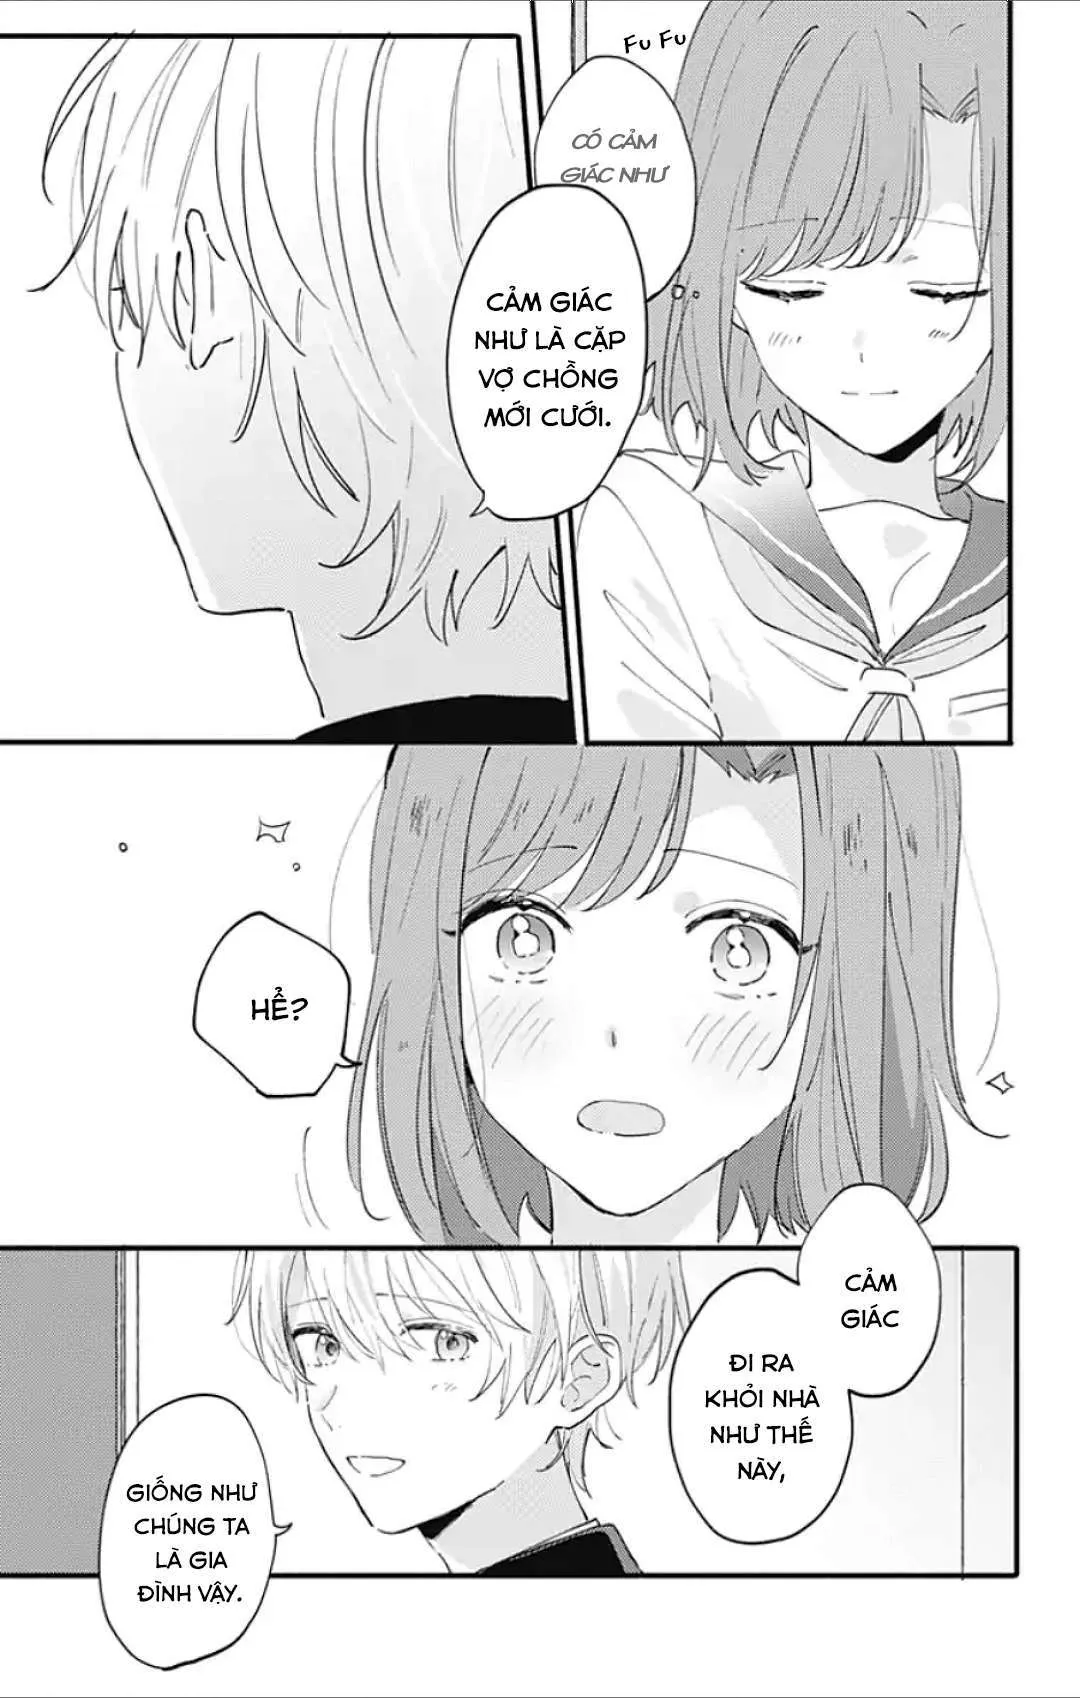 FU FU
CÓ CẢM
GIÁC NHƯ
CẢM GIÁC
NHƯ LÀ CẶP
VỢ CHỒNG
MỚI CƯỚI.
HỂ?
CẢM
GIÁC
ĐI RA
KHỎI NHÀ
NHƯ THẾ
NÀY,
GIỐNG NHƯ
CHÚNG TA
LÀ GIA
ĐÌNH VẬY.